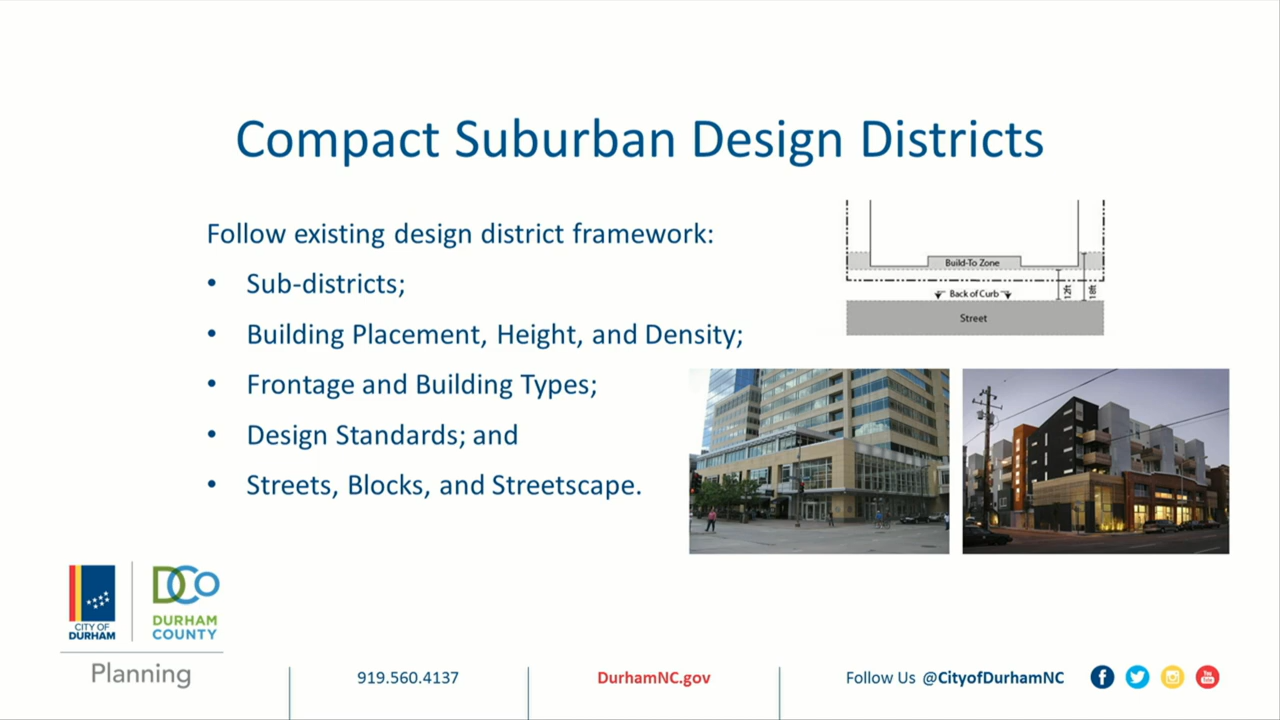 Compact Suburban Design Districts
Follow existing design district framework:
• Sub-districts;
• Building Placement, Height, and Density;
• Frontage and Building Types;
• Design Standards; and
• Streets, Blocks, and Streetscape.
Build-To Zone
Back of Curb
12ft
18ft
Street
CITY OF
DURHAM
DCO
DURHAM
COUNTY
Planning
919.560.4137
DurhamNC.gov
Follow Us @CityofDurhamNC